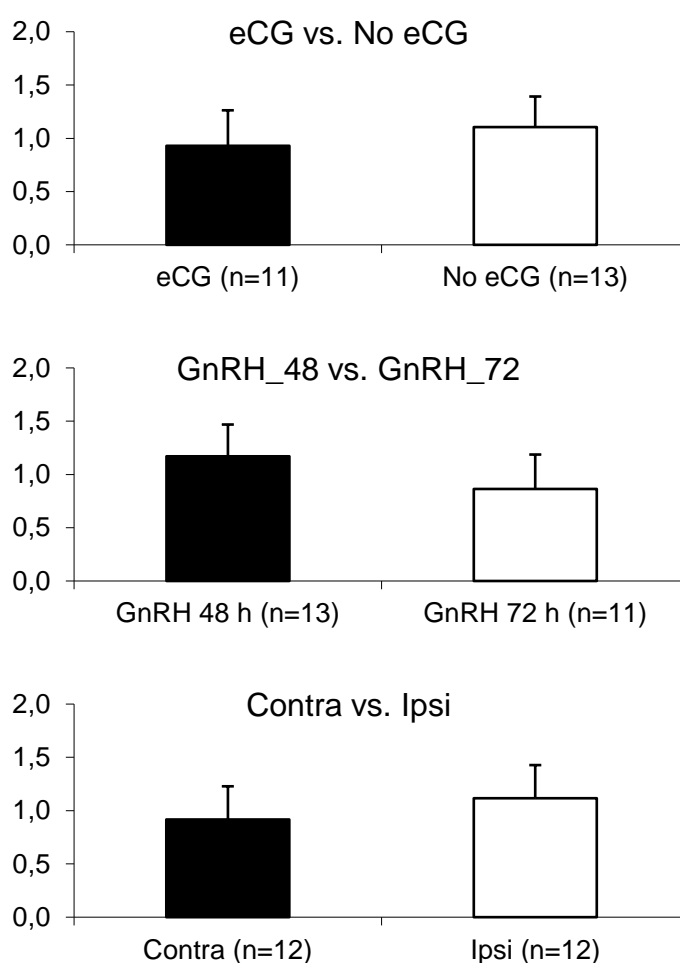 eCG vs. No eCG
2,0
1,5
1,0
0,5
0,0
eCG (n=11) No eCG (n=13)
GnRH_48 vs. GnRH_72
2,0
1,5
1,0
0,5
0,0
GnRH 48 h (n=13) GnRH 72 h (n=11)
Contra vs. Ipsi
2,0
1,5
1,0
0,5
0,0
Contra (n=12) Ipsi (n=12)